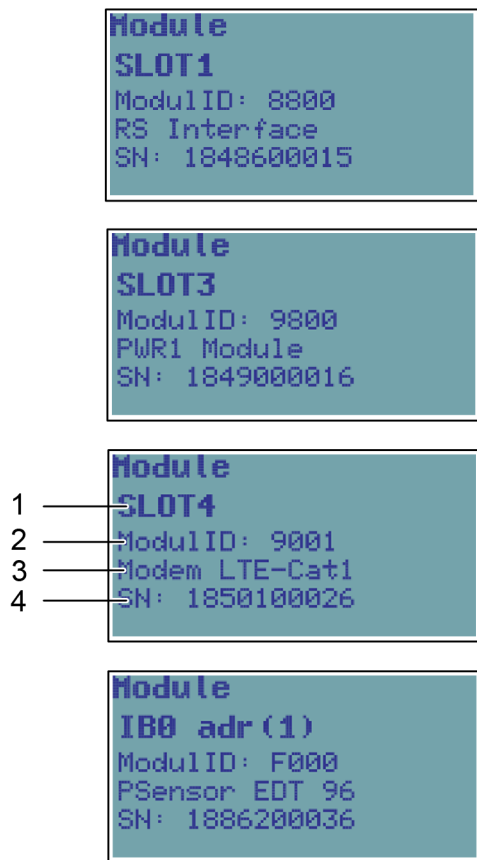 Module
SLOT1
ModulID: 8800
RS Interface
SN: 1848600015
Module
SLOT3
ModulID: 9800
PWR1 Module
SN: 1849000016
Module
1 SLOT4
2 ModulID: 9001
3 Modem LTE-Cat1
4 SN: 1850100026
Module
IB0 adr(1)
ModulID: F000
PSensor EDT 96
SN: 1886200036